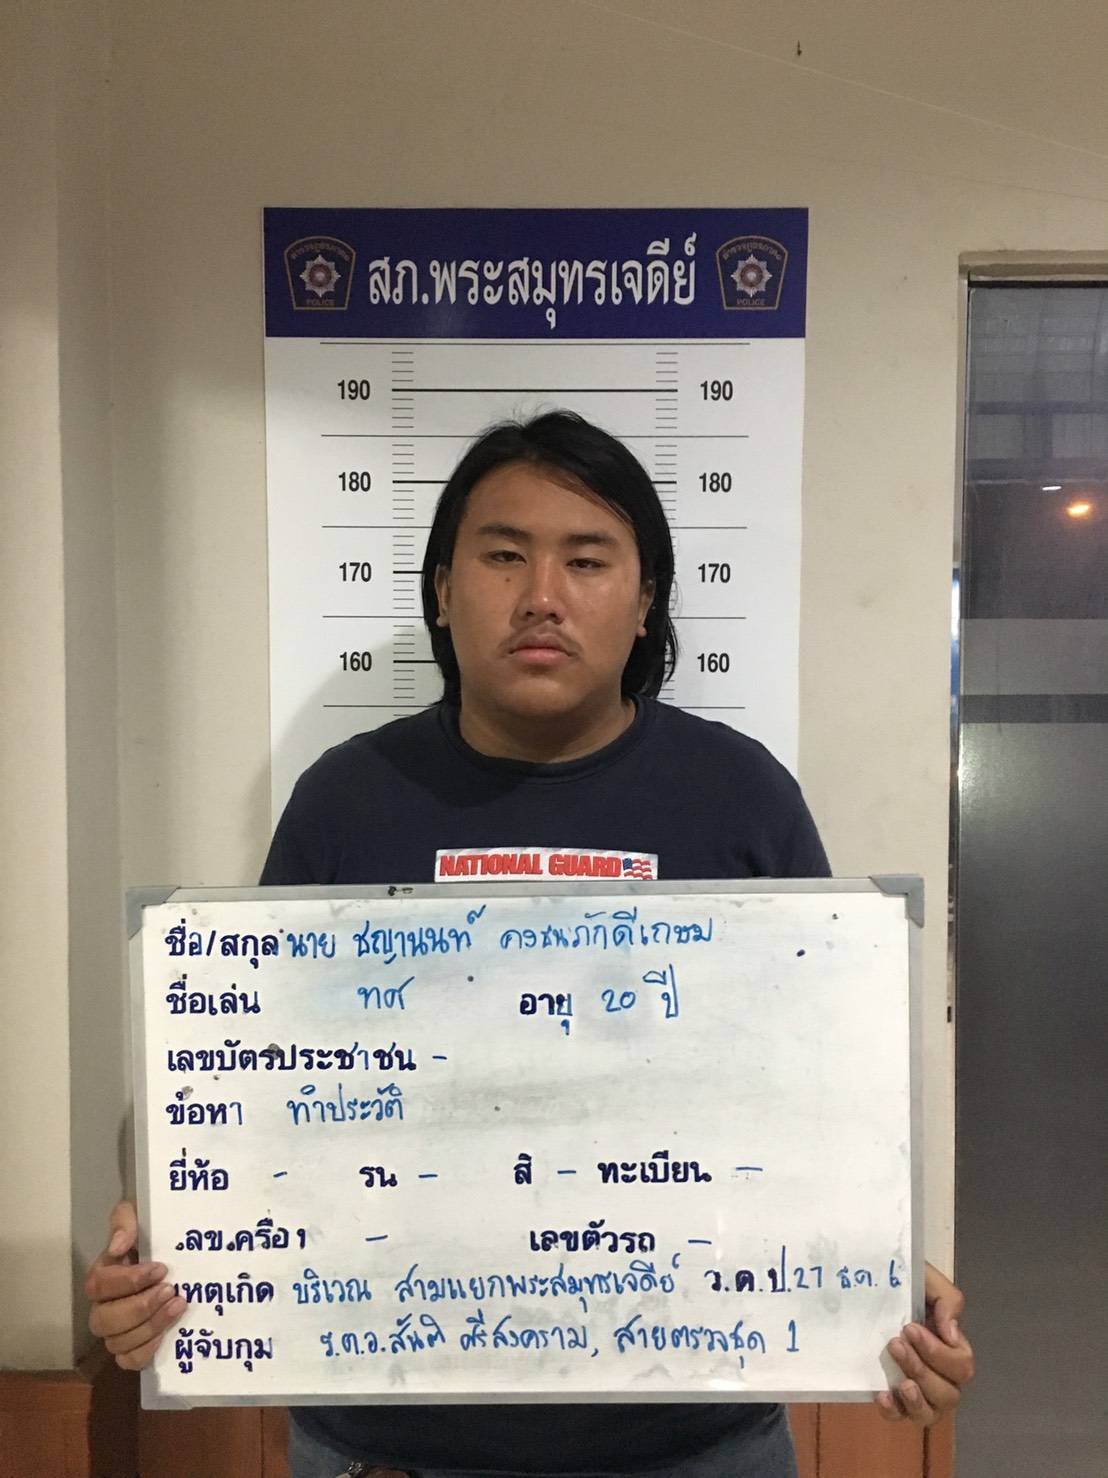 สภ.พระสมุทรเจดีย์
POLICE POLICE
190 190
180 180
170 170
160 160
NATIONAL GUARD
ชื่อ/สกุล นาย ชญานนท์ คงธนภักดีเกษม
ชื่อเล่น ทศ อายุ 20 ปี
เลขบัตรประชาชน -
ข้อหา ทำประวัติ
ยี่ห้อ - รน - สี - ทะเบียน -
.ลข.ครือง - เลขตัวรถ -
หตุเกิด บริเวณ สามแยกพระสมุทรเจดีย์ ว.ด.ป. 27 ธ.ค. 6
ผู้จับกุม ร.ต.อ.สันติ ศรีสงคราม, สายตรวจชุด 1